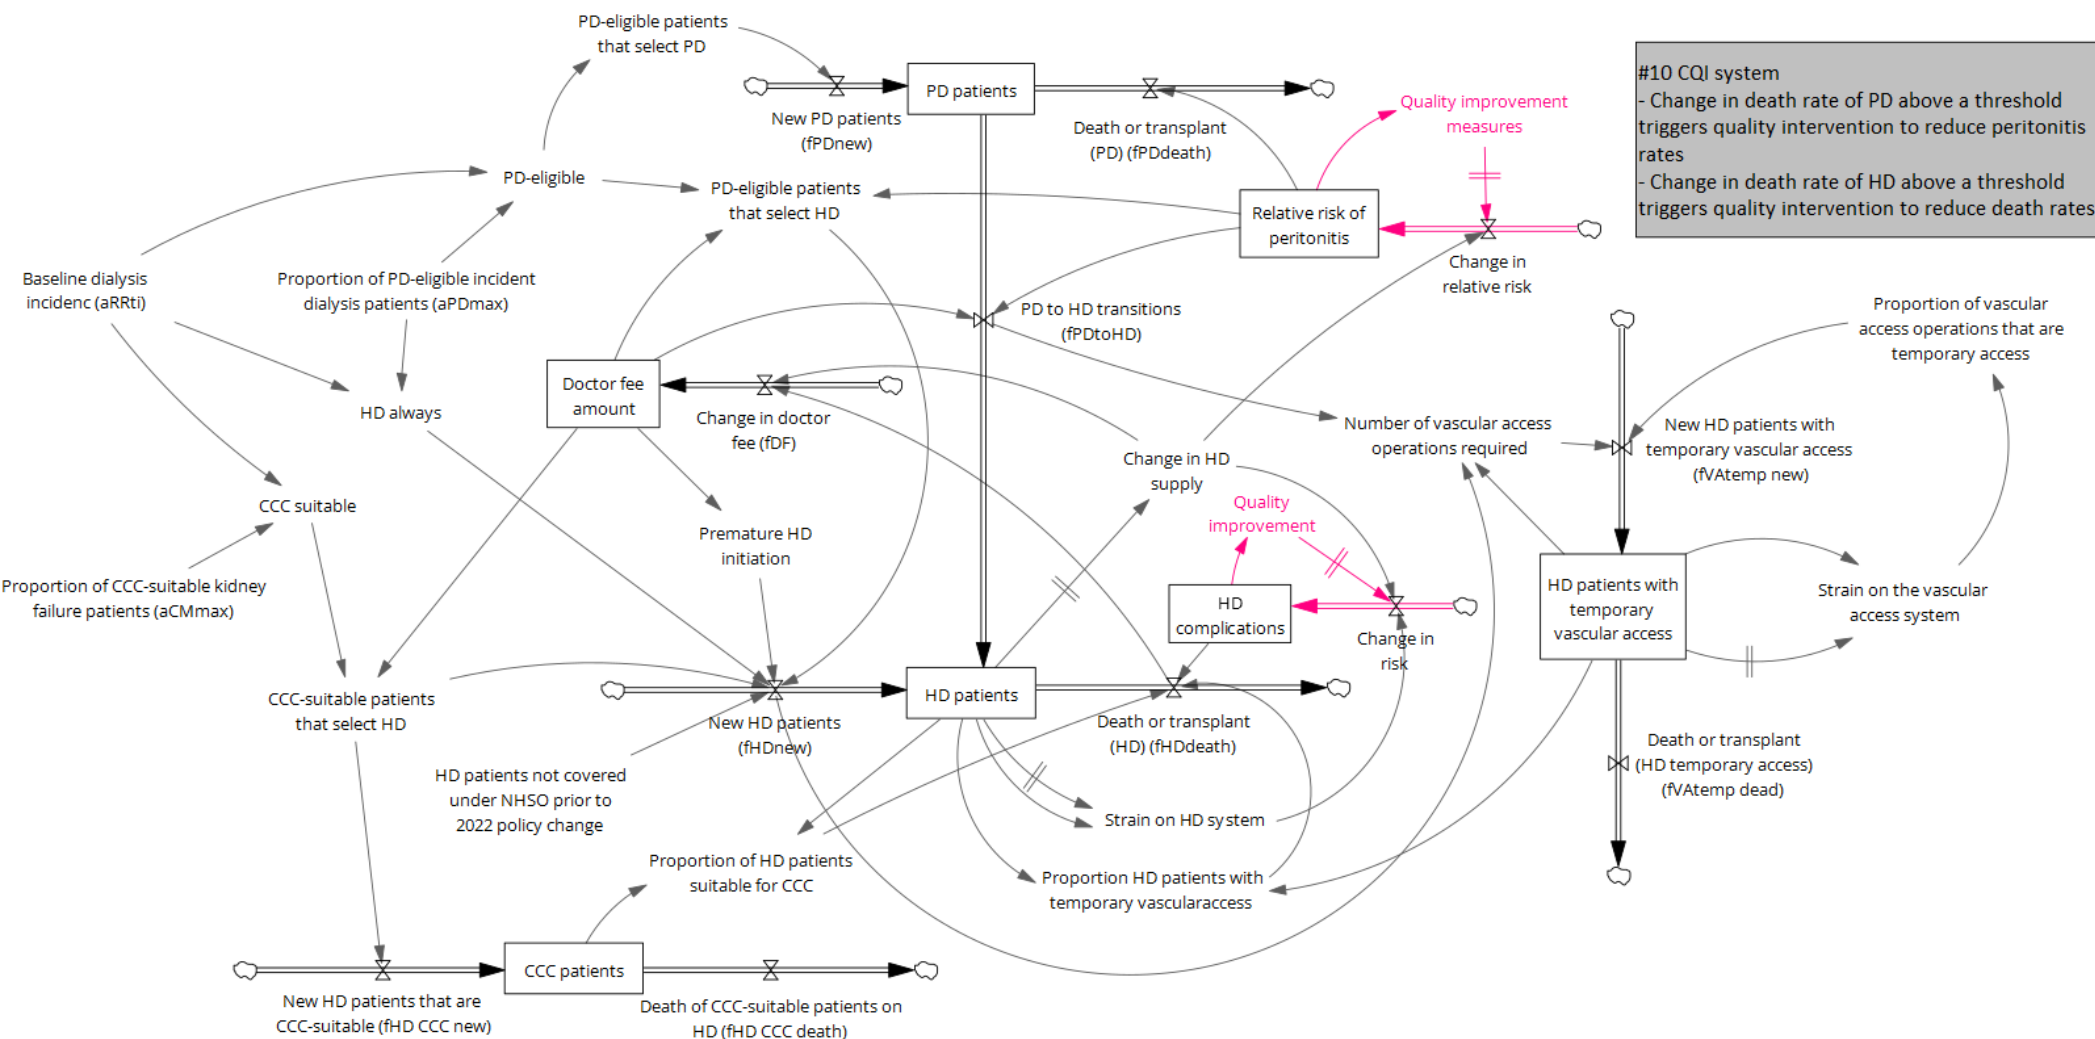 PD-eligible patients
that select PD
PD patients
New PD patients
(fPDnew)
Death or transplant
(PD) (fPDdeath)
Quality improvement
measures
#10 CQI system
- Change in death rate of PD above a threshold
triggers quality intervention to reduce peritonitis
rates
- Change in death rate of HD above a threshold
triggers quality intervention to reduce death rates
PD-eligible
PD-eligible patients
that select HD
Relative risk of
peritonitis
Change in
relative risk
Baseline dialysis
incidenc (aRRti)
Proportion of PD-eligible incident
dialysis patients (aPDmax)
PD to HD transitions
(fPDtoHD)
Proportion of vascular
access operations that are
temporary access
HD always
Doctor fee
amount
Change in doctor
fee (fDF)
Number of vascular access
operations required
New HD patients with
temporary vascular access
(fVAtemp new)
Change in HD
supply
CCC suitable
Quality
improvement
Premature HD
initiation
Proportion of CCC-suitable kidney
failure patients (aCMmax)
HD
complications
Change in
risk
HD patients with
temporary
vascular access
Strain on the vascular
access system
CCC-suitable patients
that select HD
HD patients
New HD patients
(fHDnew)
Death or transplant
(HD) (fHDdeath)
Death or transplant
(HD temporary access)
(fVAtemp dead)
HD patients not covered
under NHSO prior to
2022 policy change
Strain on HD system
Proportion of HD patients
suitable for CCC
Proportion HD patients with
temporary vascularaccess
CCC patients
New HD patients that are
CCC-suitable (fHD CCC new)
Death of CCC-suitable patients on
HD (fHD CCC death)